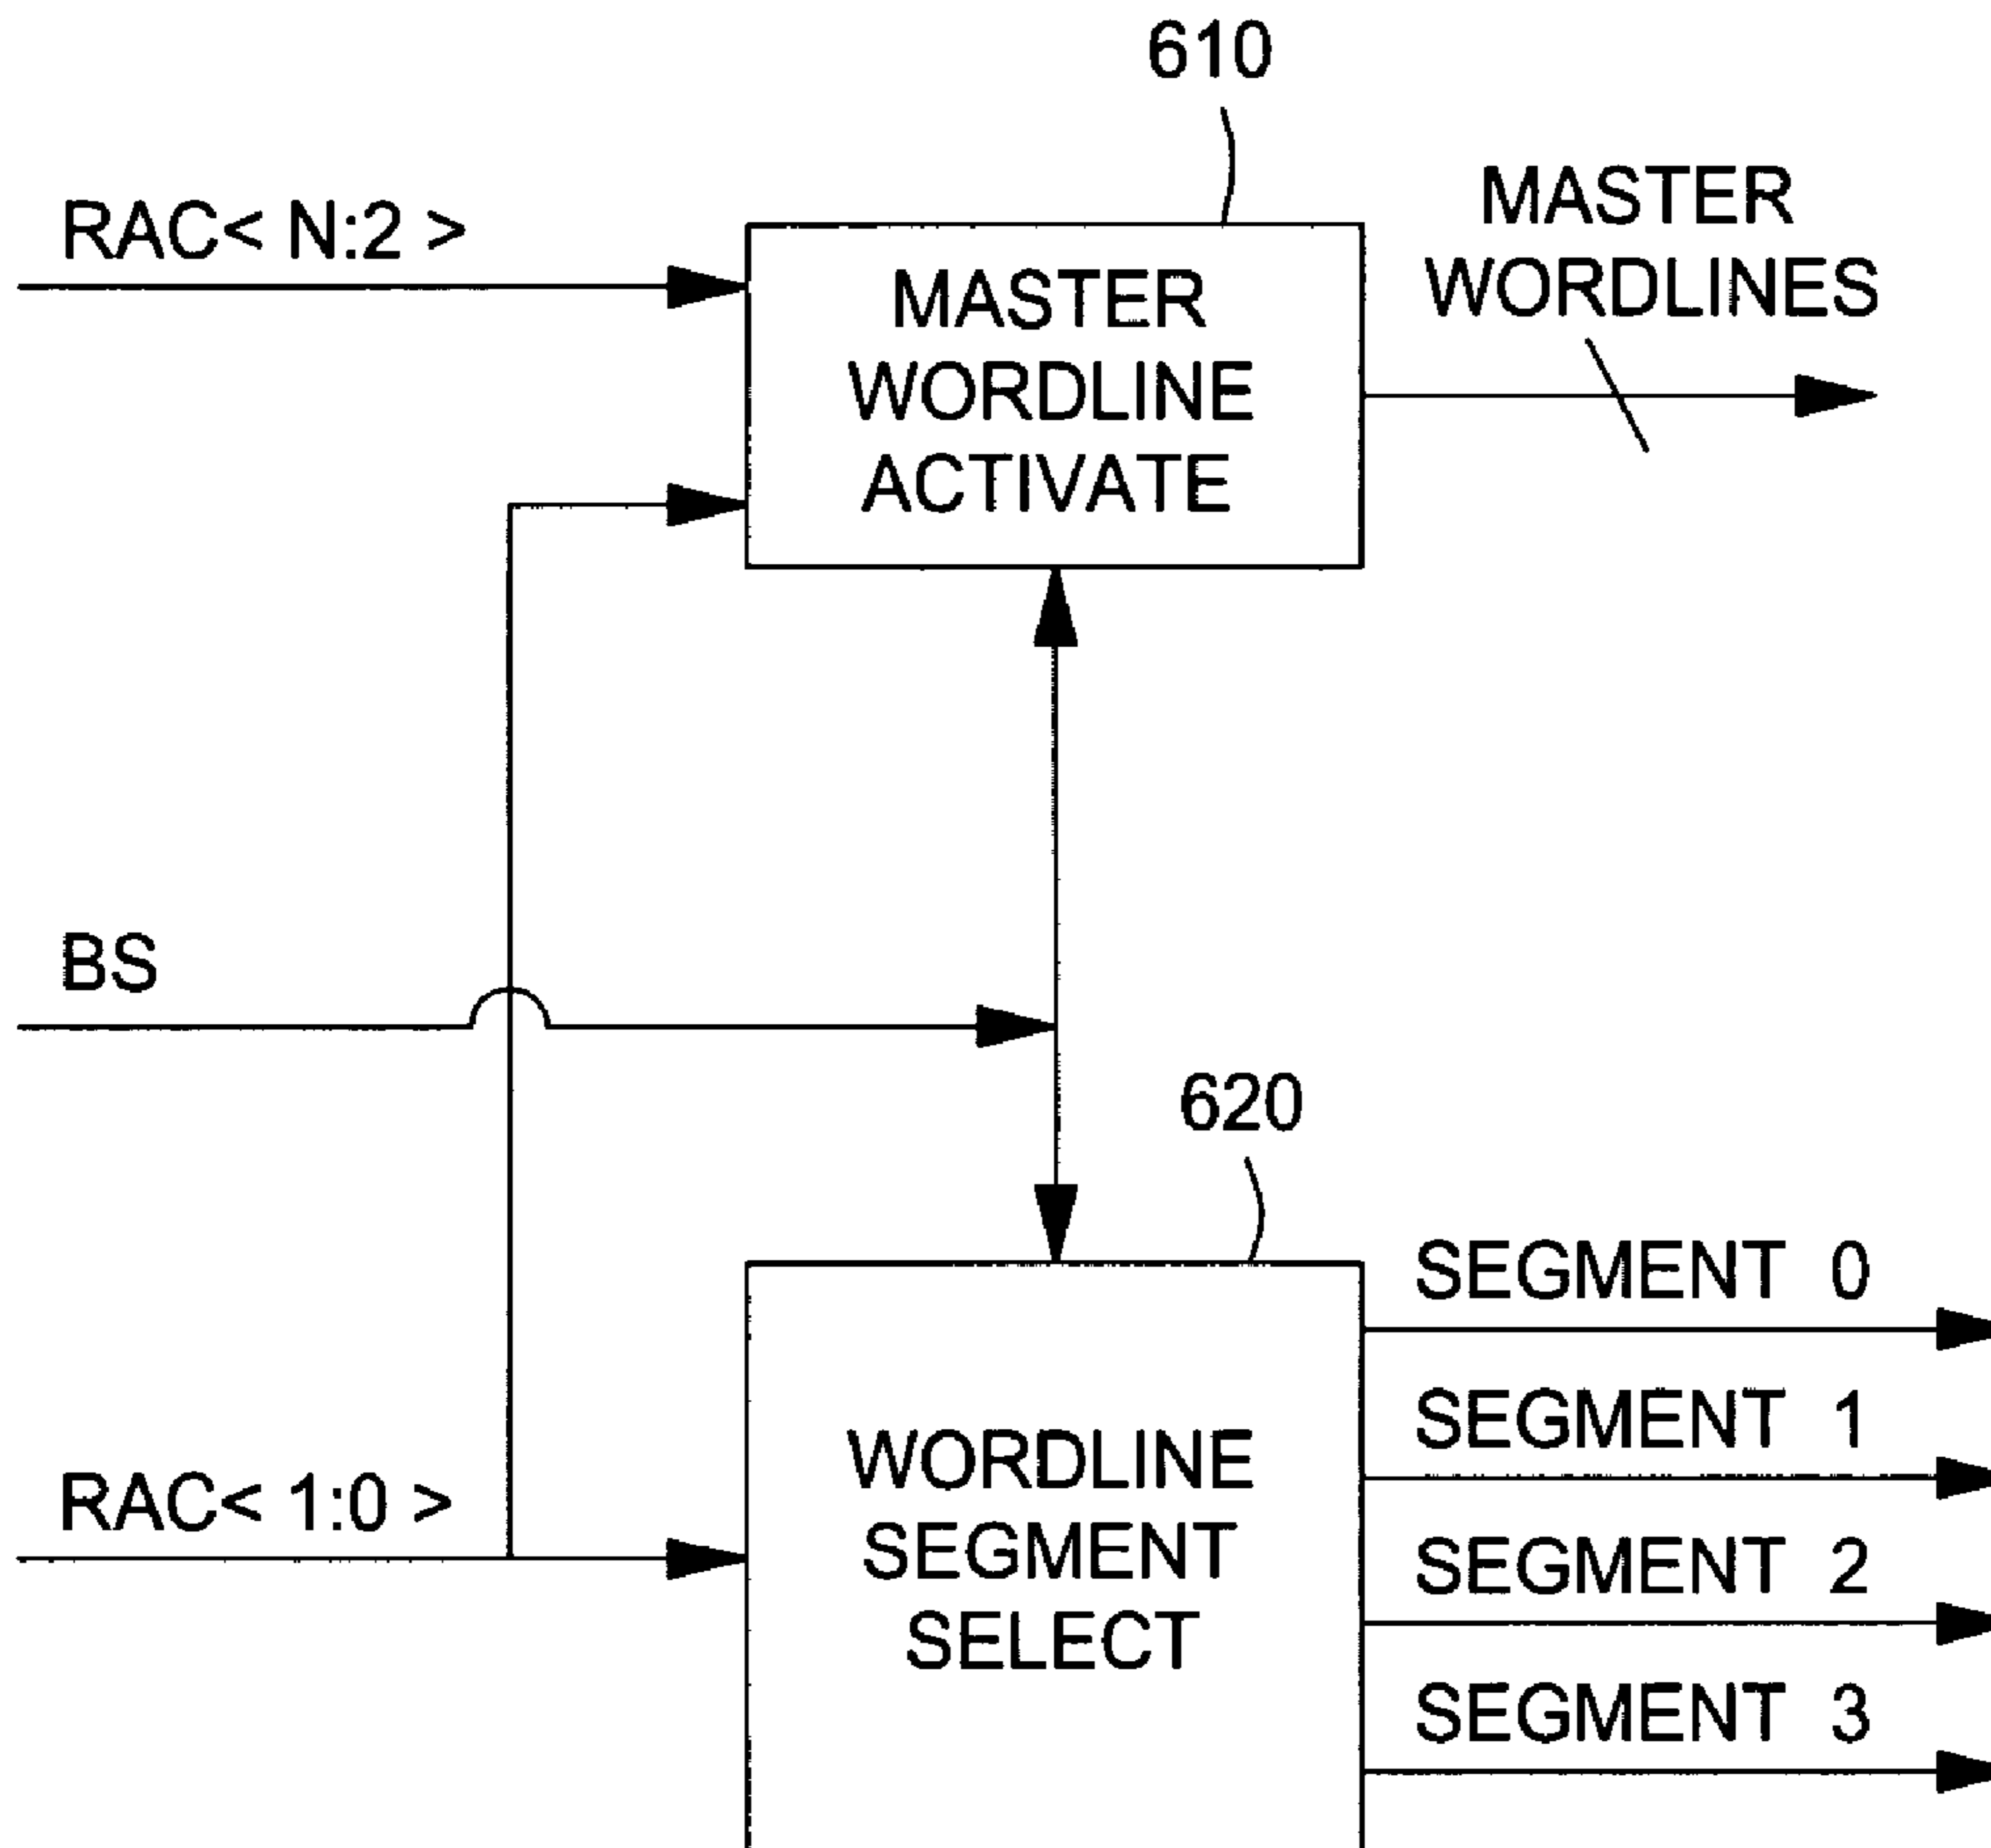 610
RAC< N:2 >
MASTER
WORDLINES
MASTER
WORDLINE
ACTIVATE
BS
620
SEGMENT 0
SEGMENT 1
RAC< 1:0 >
WORDLINE
SEGMENT
SELECT
SEGMENT 2
SEGMENT 3